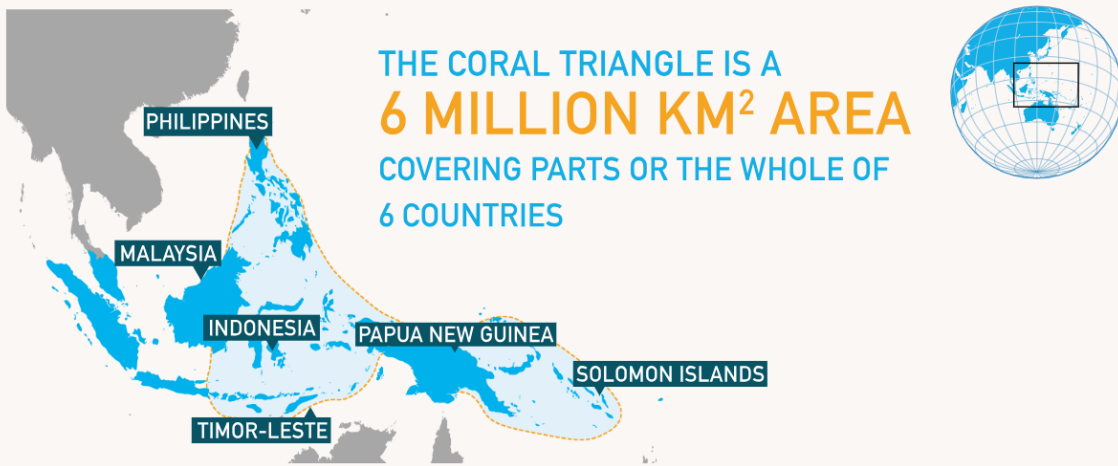 THE CORAL TRIANGLE IS A
6 MILLION KM² AREA
COVERING PARTS OR THE WHOLE OF
6 COUNTRIES
PHILIPPINES
MALAYSIA
INDONESIA
PAPUA NEW GUINEA
SOLOMON ISLANDS
TIMOR-LESTE